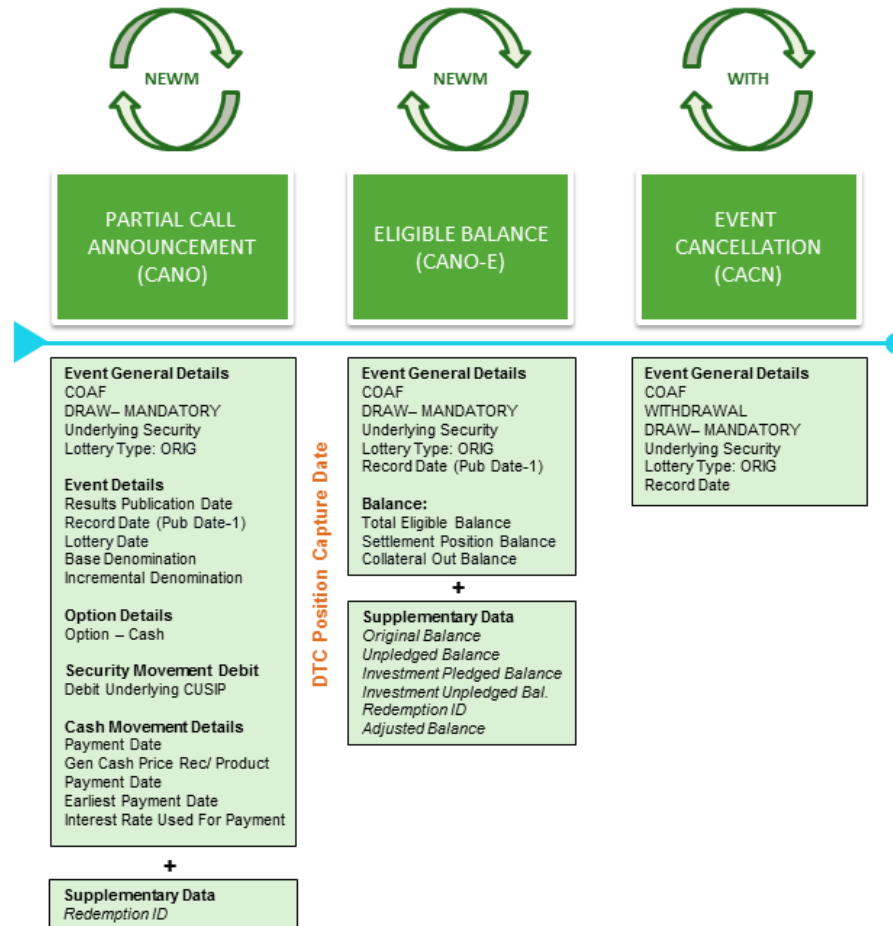 NEWM
NEWM
WITH
PARTIAL CALL
ANNOUNCEMENT
(CANO)
ELIGIBLE BALANCE
(CANO-E)
EVENT
CANCELLATION
(CACN)
Event General Details
COAF
DRAW– MANDATORY
Underlying Security
Lottery Type: ORIG
Event Details
Results Publication Date
Record Date (Pub Date-1)
Lottery Date
Base Denomination
Incremental Denomination
Option Details
Option – Cash
Security Movement Debit
Debit Underlying CUSIP
Cash Movement Details
Payment Date
Gen Cash Price Rec/ Product
Payment Date
Earliest Payment Date
Interest Rate Used For Payment
+
Supplementary Data
Redemption ID
DTC Position Capture Date
Event General Details
COAF
DRAW– MANDATORY
Underlying Security
Lottery Type: ORIG
Record Date (Pub Date-1)
Balance:
Total Eligible Balance
Settlement Position Balance
Collateral Out Balance
+
Supplementary Data
Original Balance
Unpledged Balance
Investment Pledged Balance
Investment Unpledged Bal.
Redemption ID
Adjusted Balance
Event General Details
COAF
WITHDRAWAL
DRAW– MANDATORY
Underlying Security
Lottery Type: ORIG
Record Date